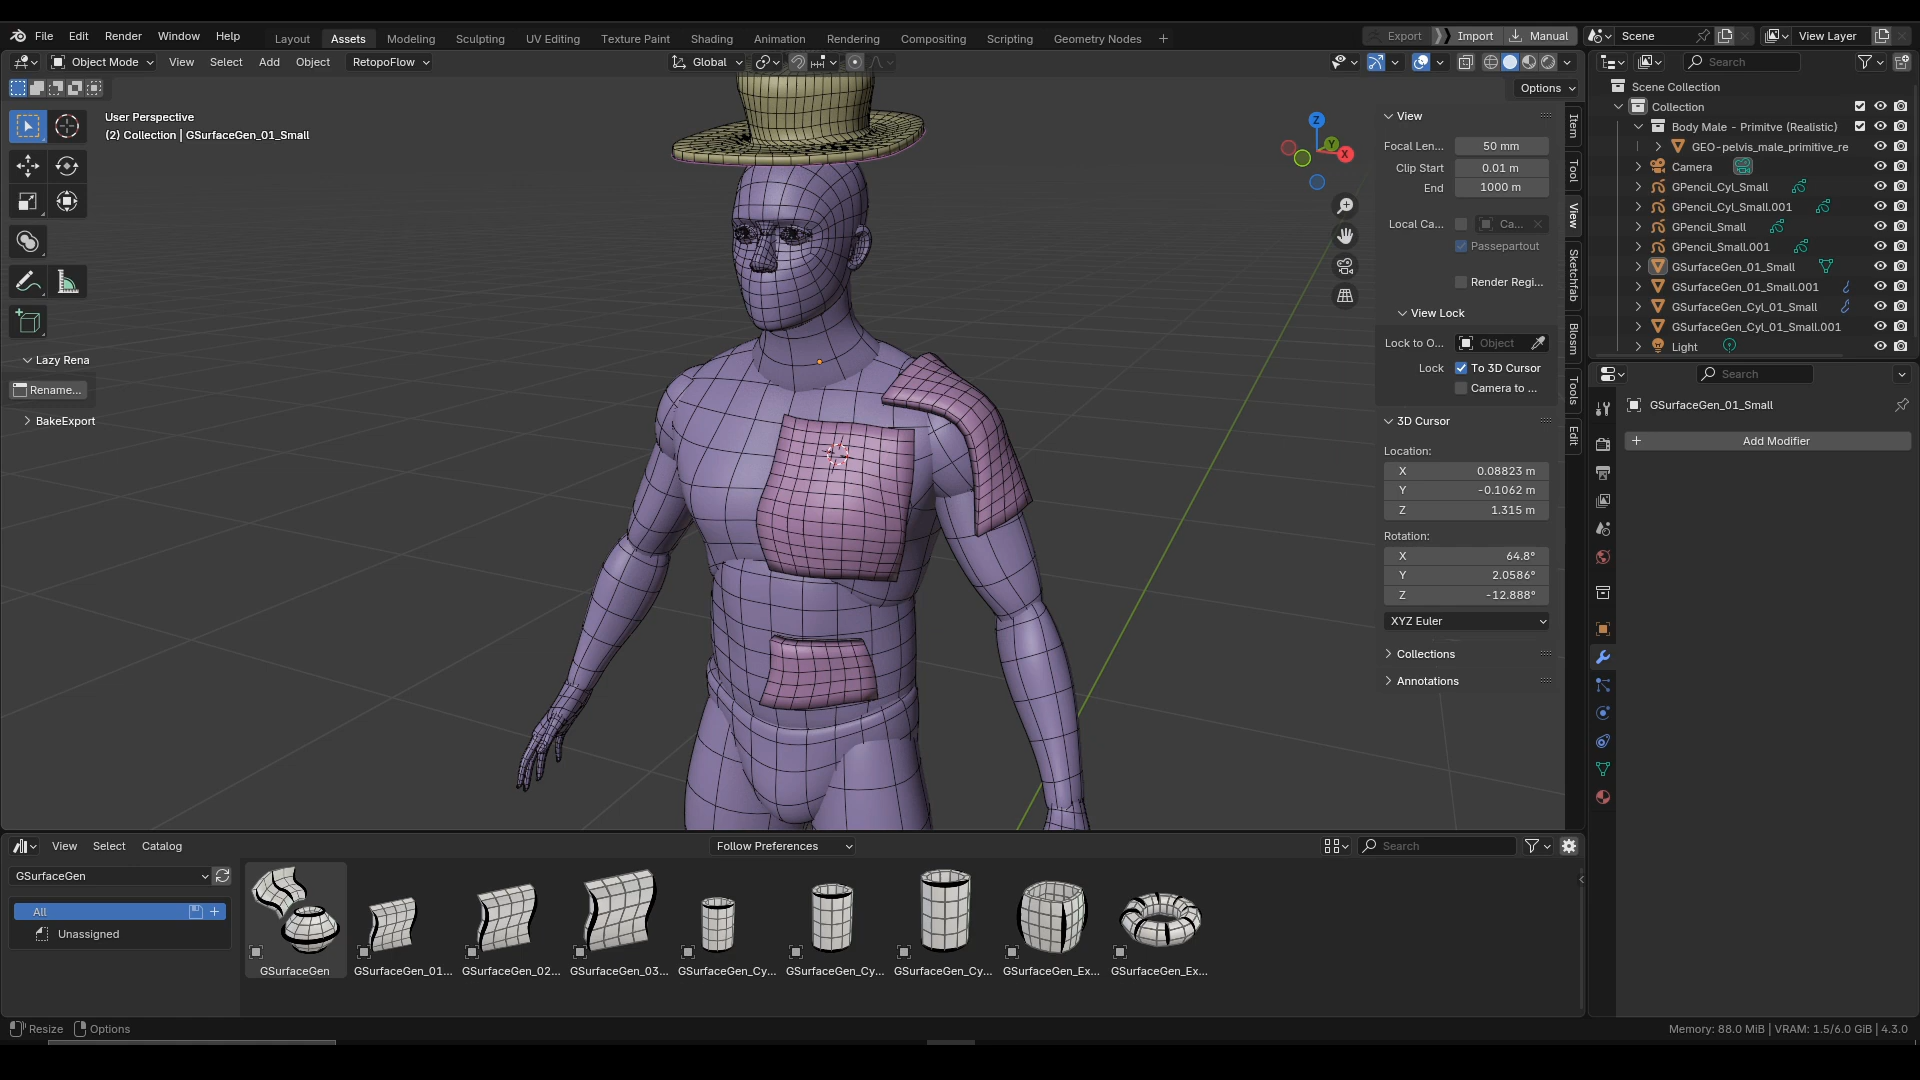 File Edit Render Window Help Layout Assets Modeling Sculpting UV Editing Texture Paint Shading Animation Rendering Compositing Scripting Geometry Nodes Export Import Manual Scene View Layer
Object Mode View Select Add Object RetopoFlow Global Search
Options
User Perspective
(2) Collection | GSurfaceGen_01_Small
Lazy Rena
Rename...
BakeExport
View
Focal Len... 50 mm
Clip Start 0.01 m
End 1000 m
Local Ca... Ca...
Passepartout
Render Regi...
View Lock
Lock to O... Object
Lock To 3D Cursor
Camera to ...
3D Cursor
Location:
X 0.08823 m
Y -0.1062 m
Z 1.315 m
Rotation:
X 64.8°
Y 2.0586°
Z -12.888°
XYZ Euler
Collections
Annotations
Item
Tool
View
Sketchfab
Blosm
Tools
Edit
Z
Y
X
Scene Collection
Collection
Body Male - Primitve (Realistic)
GEO-pelvis_male_primitive_re
Camera
GPencil_Cyl_Small
GPencil_Cyl_Small.001
GPencil_Small
GPencil_Small.001
GSurfaceGen_01_Small
GSurfaceGen_01_Small.001
GSurfaceGen_Cyl_01_Small
GSurfaceGen_Cyl_01_Small.001
Light
Search
GSurfaceGen_01_Small
Add Modifier
View Select Catalog Follow Preferences Search
GSurfaceGen
All
Unassigned
GSurfaceGen GSurfaceGen_01... GSurfaceGen_02... GSurfaceGen_03... GSurfaceGen_Cy... GSurfaceGen_Cy... GSurfaceGen_Cy... GSurfaceGen_Ex... GSurfaceGen_Ex...
Resize Options Memory: 88.0 MiB | VRAM: 1.5/6.0 GiB | 4.3.0